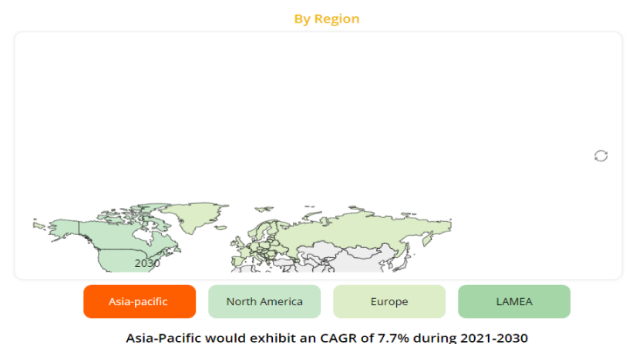 By Region
2030
Asia-pacific
North America
Europe
LAMEA
Asia-Pacific would exhibit an CAGR of 7.7% during 2021-2030